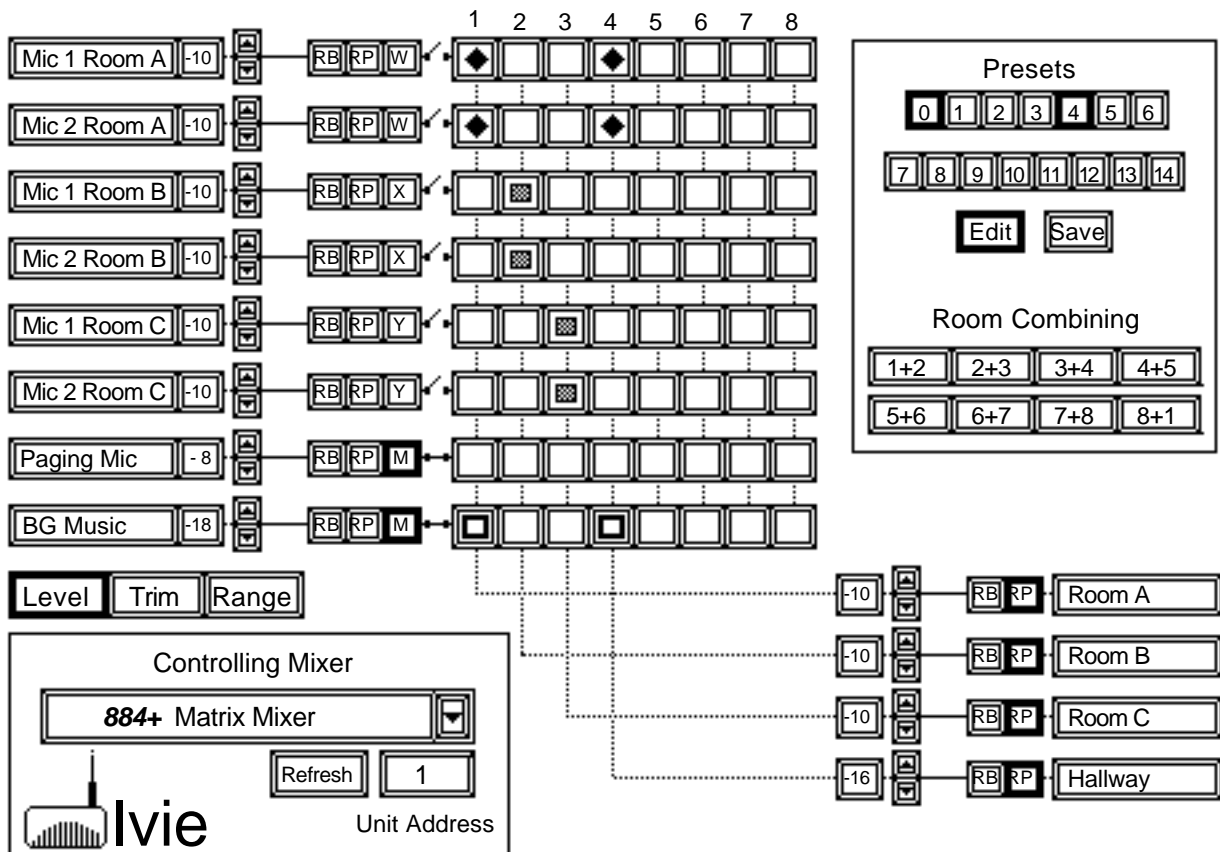 1 2 3 4 5 6 7 8
Mic 1 Room A -10 RB RP W
Mic 2 Room A -10 RB RP W
Mic 1 Room B -10 RB RP X
Mic 2 Room B -10 RB RP X
Mic 1 Room C -10 RB RP Y
Mic 2 Room C -10 RB RP Y
Paging Mic - 8 RB RP M
BG Music -18 RB RP M
Presets
0 1 2 3 4 5 6
7 8 9 10 11 12 13 14
Edit Save
Room Combining
1+2 2+3 3+4 4+5
5+6 6+7 7+8 8+1
Level Trim Range
-10 RB RP Room A
-10 RB RP Room B
-10 RB RP Room C
-16 RB RP Hallway
Controlling Mixer
884+ Matrix Mixer
Refresh 1
Ivie Unit Address